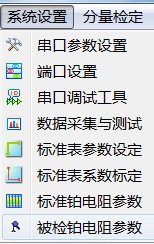 系统设置 分量检定
串口参数设置
端口设置
串口调试工具
数据采集与测试
标准表参数设定
标准表系数标定
标准铂电阻参数
被检铂电阻参数